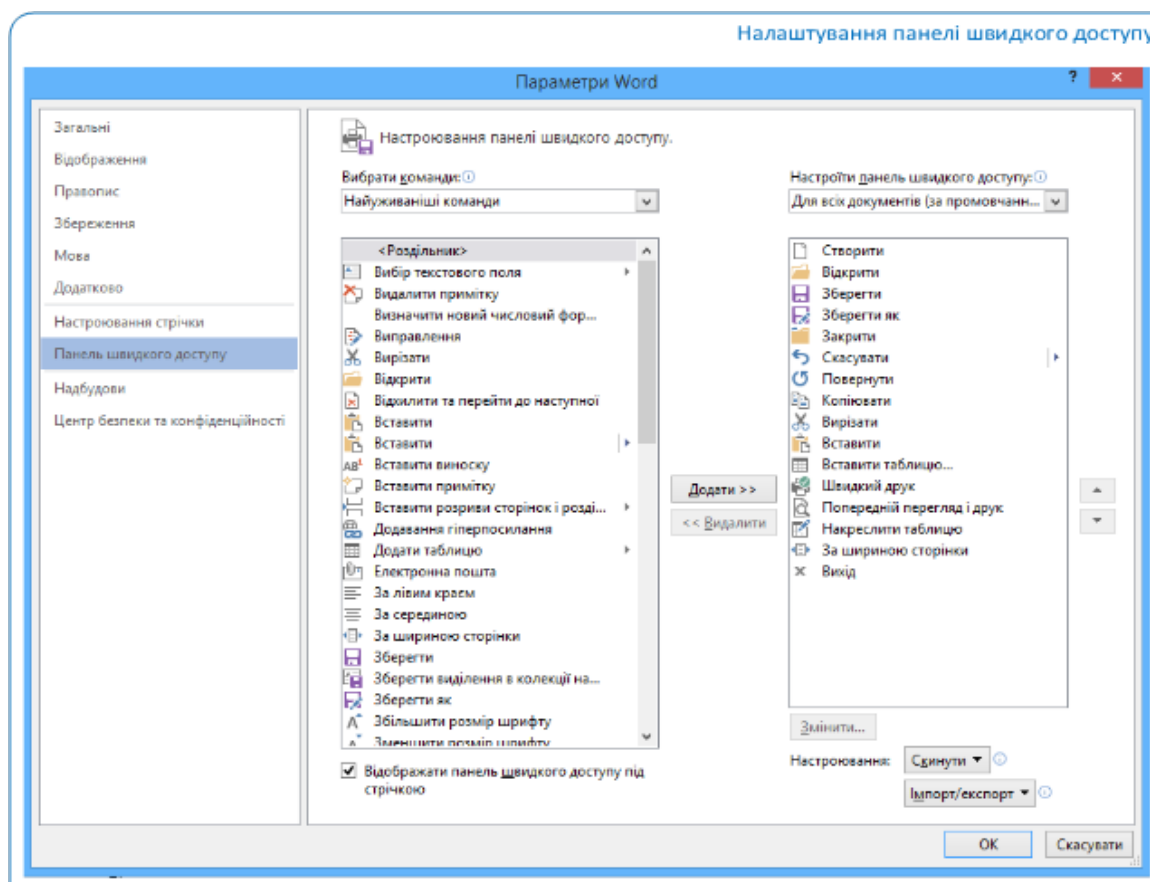 Налаштування панелі швидкого доступу
Параметри Word
?
Загальні
Відображення
Правопис
Збереження
Мова
Додатково
Настроювання стрічки
Панель швидкого доступу
Надбудови
Центр безпеки та конфіденційності
Настроювання панелі швидкого доступу.
Вибрати команди:
Найуживаніші команди
<Роздільник>
Вибір текстового поля
Видалити примітку
Визначити новий числовий фор...
Виправлення
Вирізати
Відкрити
Відхилити та перейти до наступної
Вставити
Вставити
Вставити виноску
Вставити примітку
Вставити розриви сторінок і розді...
Додавання гіперпосилання
Додати таблицю
Електронна пошта
За лівим краєм
За серединою
За шириною сторінки
Зберегти
Зберегти виділення в колекції на...
Зберегти як
Збільшити розмір шрифту
Зменшити розмір шрифту
Відображати панель швидкого доступу під
стрічкою
Додати >>
<< Видалити
Настроїти панель швидкого доступу:
Для всіх документів (за промовчанн...
Створити
Відкрити
Зберегти
Зберегти як
Закрити
Скасувати
Повернути
Копіювати
Вирізати
Вставити
Вставити таблицю...
Швидкий друк
Попередній перегляд і друк
Накреслити таблицю
За шириною сторінки
Вихід
Змінити...
Настроювання:
Скинути
Імпорт/експорт
ОК
Скасувати